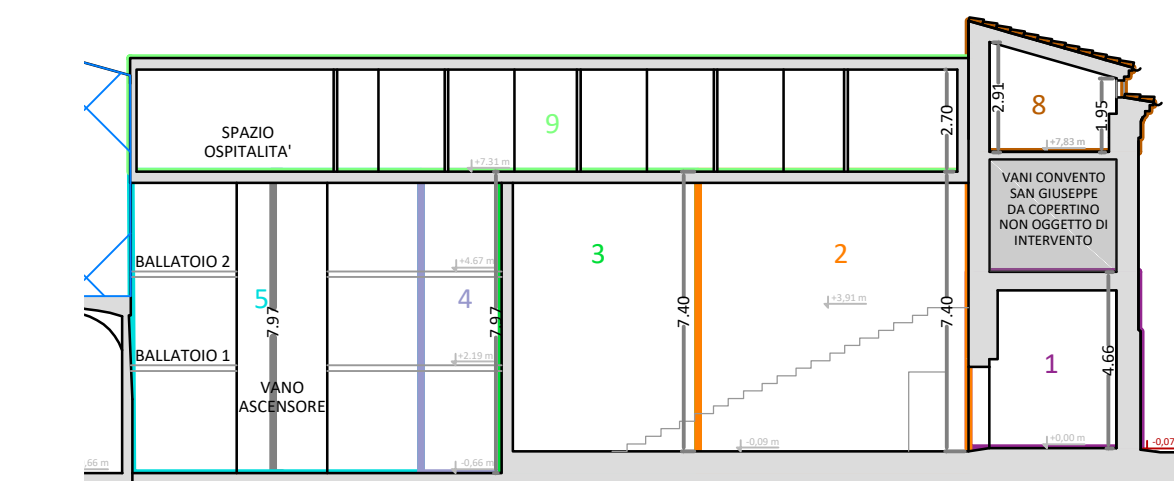 2.91
8
1.95
+7,83 m
9
2.70
SPAZIO
OSPITALITA'
+7.31 m
VANI CONVENTO
SAN GIUSEPPE
DA COPERTINO
NON OGGETTO DI
INTERVENTO
BALLATOIO 2
+4.67 m
3
2
5
4
7.97
7.97
7.40
+3,91 m
7.40
BALLATOIO 1
+2.19 m
1
4.66
VANO
ASCENSORE
,66 m
-0,66 m
-0,09 m
+0,00 m
-0,07